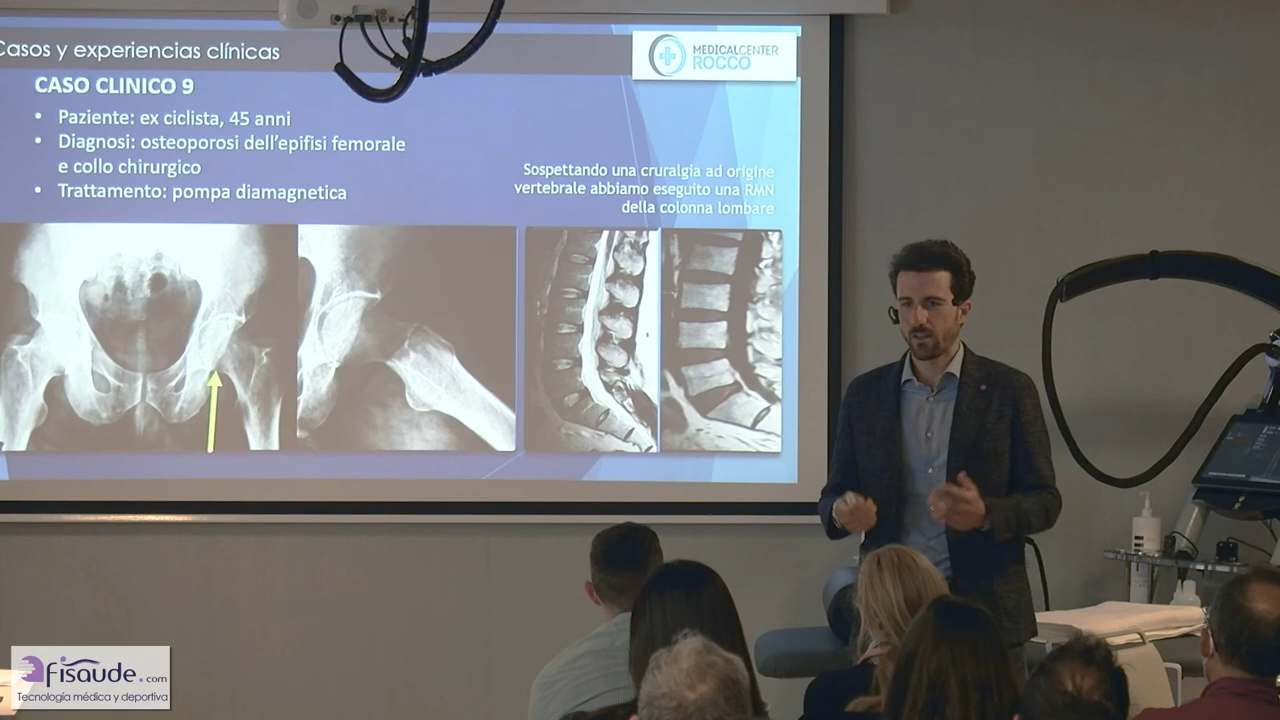 Casos y experiencias clínicas
MEDICALCENTER
ROCCO
CASO CLINICO 9
• Paziente: ex ciclista, 45 anni
• Diagnosi: osteoporosi dell'epifisi femorale
e collo chirurgico
• Trattamento: pompa diamagnetica
Sospettando una cruralgia ad origine
vertebrale abbiamo eseguito una RMN
della colonna lombare
fisaude.com
Tecnología médica y deportiva